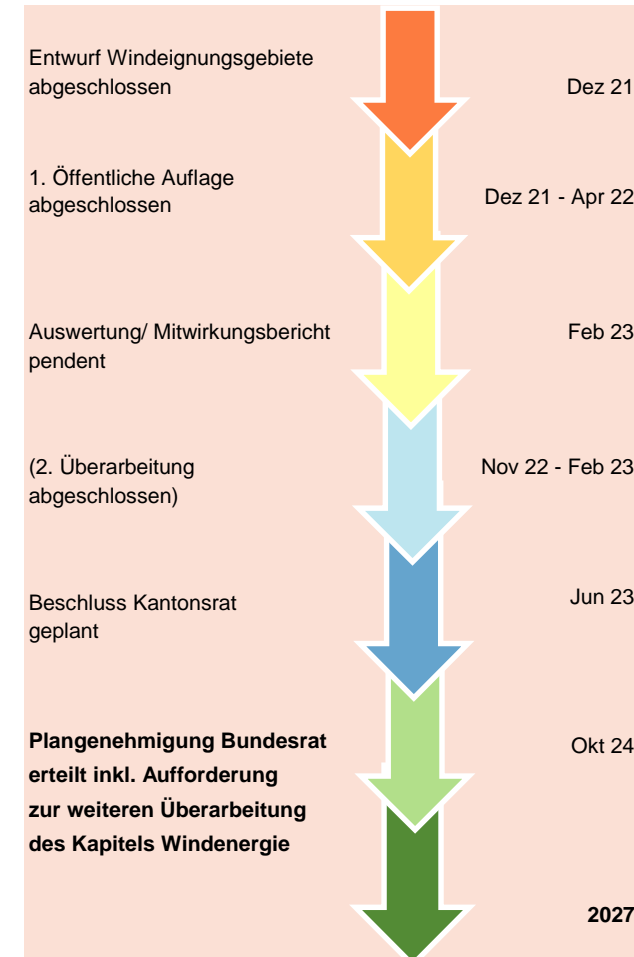 Entwurf Windeignungsgebiete
abgeschlossen
Dez 21
1. Öffentliche Auflage
abgeschlossen
Dez 21 - Apr 22
Auswertung/ Mitwirkungsbericht
pendent
Feb 23
(2. Überarbeitung
abgeschlossen)
Nov 22 - Feb 23
Beschluss Kantonsrat
geplant
Jun 23
Plangenehmigung Bundesrat
erteilt inkl. Aufforderung
zur weiteren Überarbeitung
des Kapitels Windenergie
Okt 24
2027